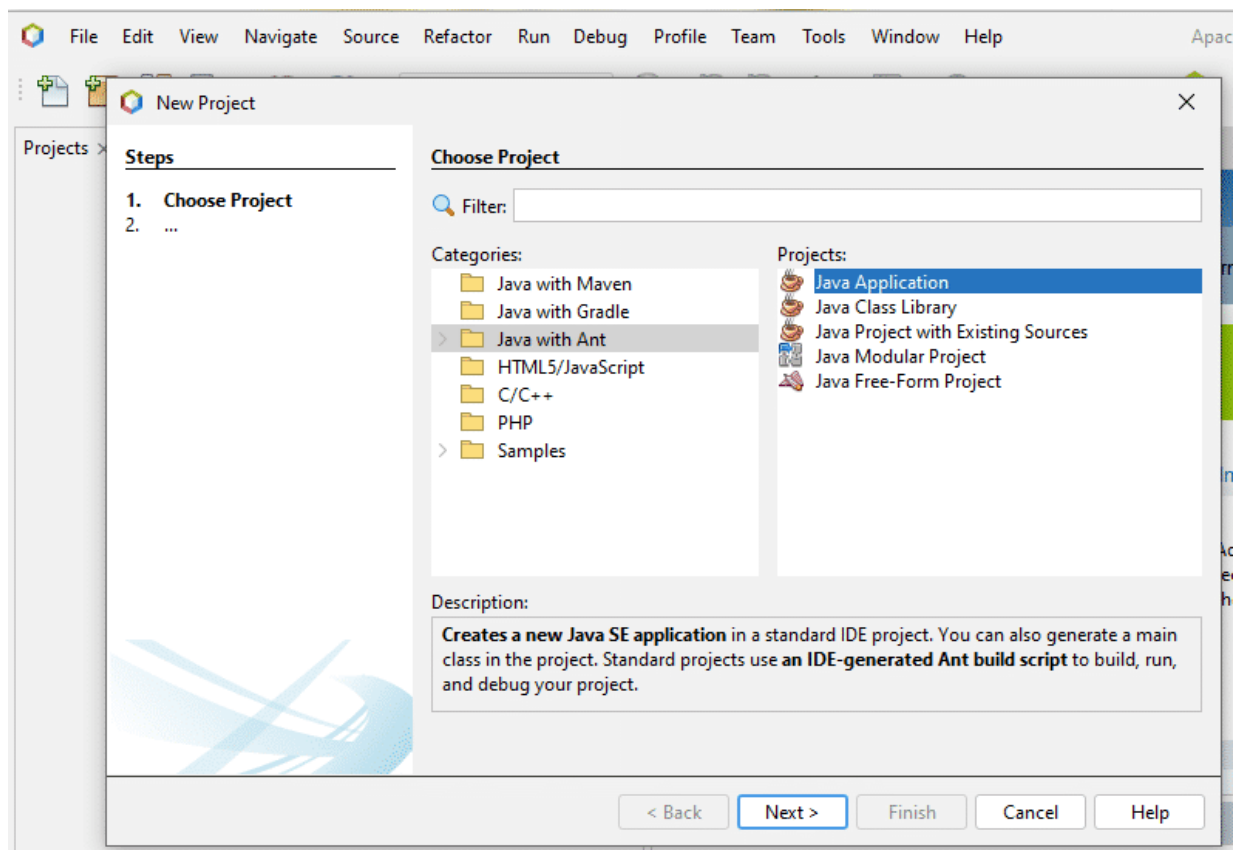 File Edit View Navigate Source Refactor Run Debug Profile Team Tools Window Help
New Project
Projects
Steps
1. Choose Project
2. ...
Choose Project
Filter:
Categories:
Java with Maven
Java with Gradle
Java with Ant
HTML5/JavaScript
C/C++
PHP
Samples
Projects:
Java Application
Java Class Library
Java Project with Existing Sources
Java Modular Project
Java Free-Form Project
Description:
Creates a new Java SE application in a standard IDE project. You can also generate a main
class in the project. Standard projects use an IDE-generated Ant build script to build, run,
and debug your project.
< Back Next > Finish Cancel Help